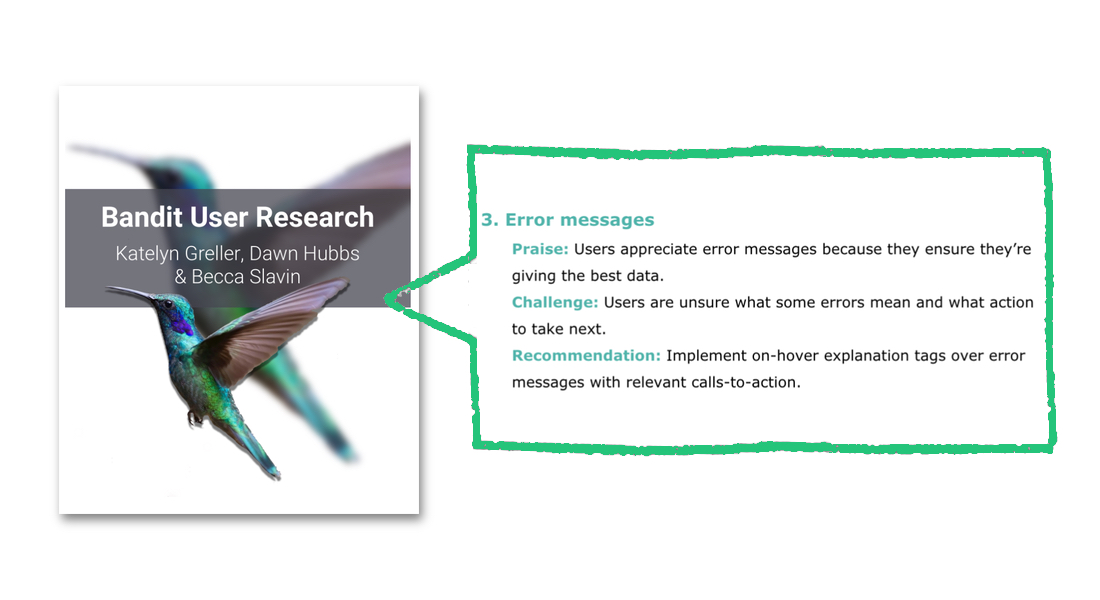 Bandit User Research
Katelyn Greller, Dawn Hubbs
& Becca Slavin
3. Error messages
Praise: Users appreciate error messages because they ensure they’re
giving the best data.
Challenge: Users are unsure what some errors mean and what action
to take next.
Recommendation: Implement on-hover explanation tags over error
messages with relevant calls-to-action.